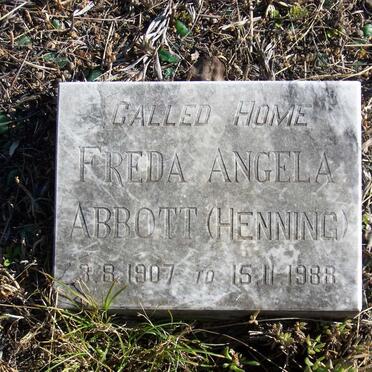 CALLED HOME
FREDA ANGELA
ABBOTT (HENNING)
3.8.1907 TO 15.11.1988